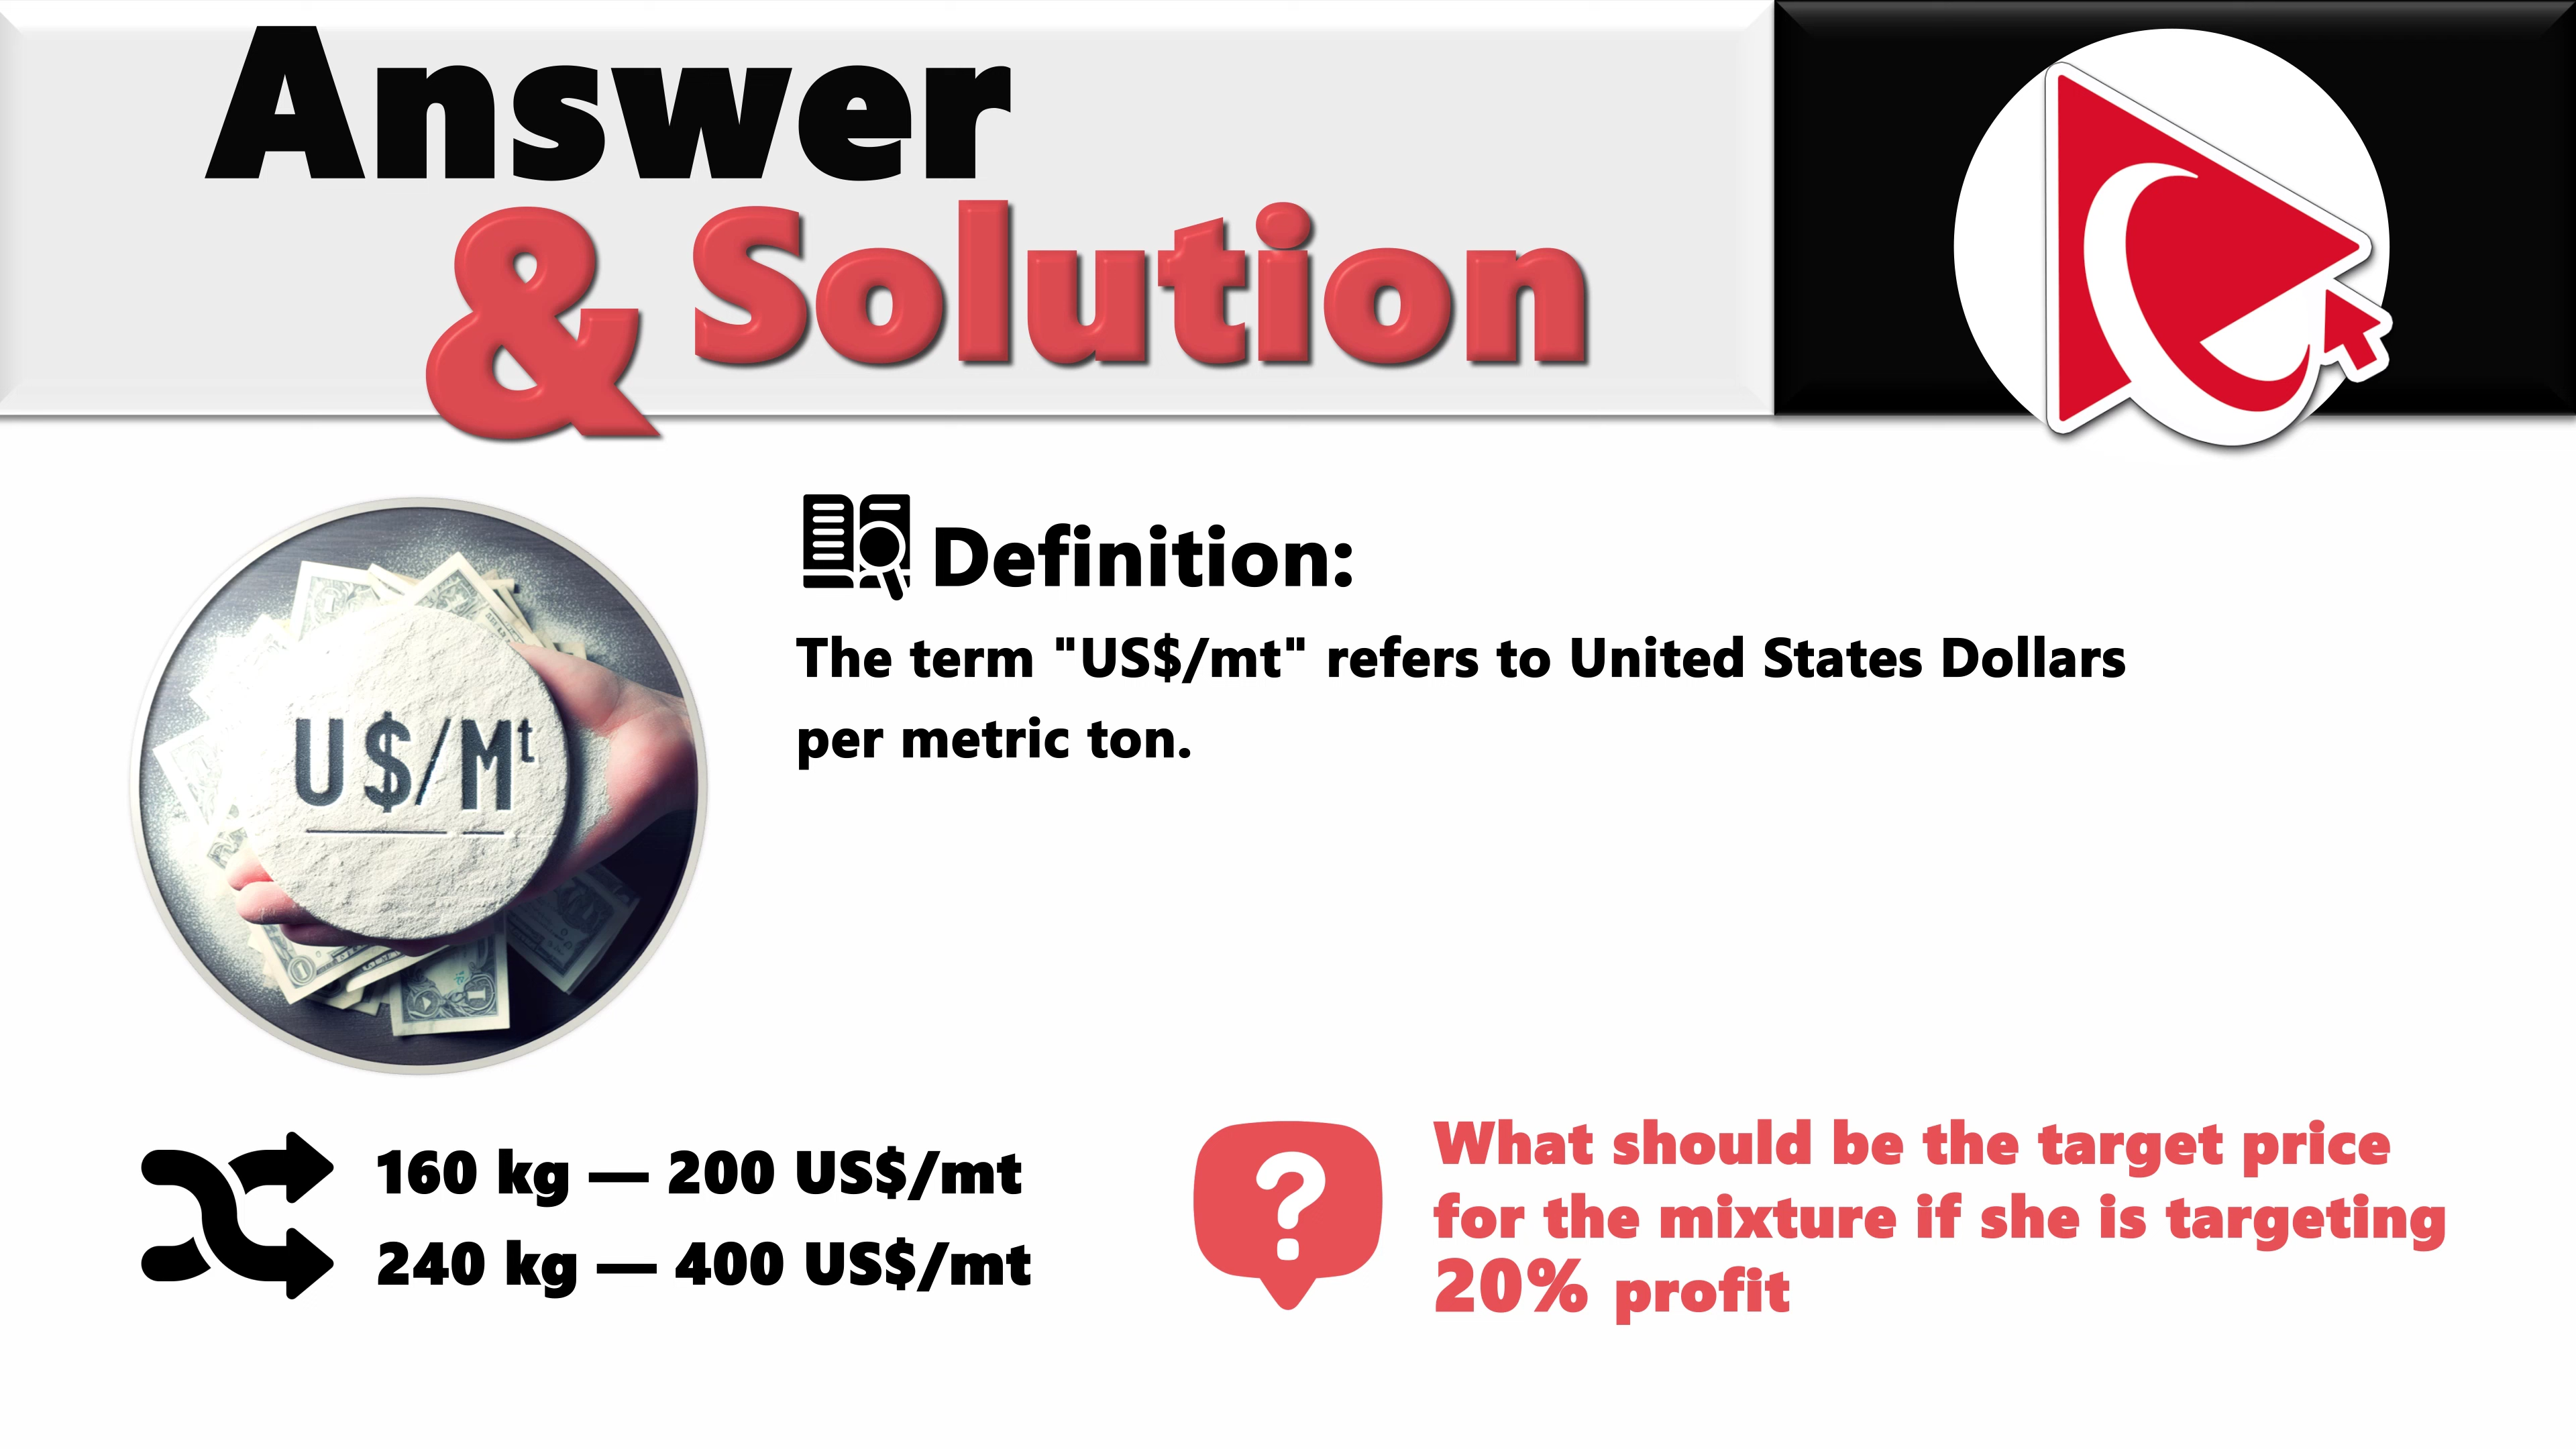 Answer
& Solution
Definition:
The term "US$/mt" refers to United States Dollars
per metric ton.
U$/Mt
160 kg — 200 US$/mt
240 kg — 400 US$/mt
What should be the target price
for the mixture if she is targeting
20% profit